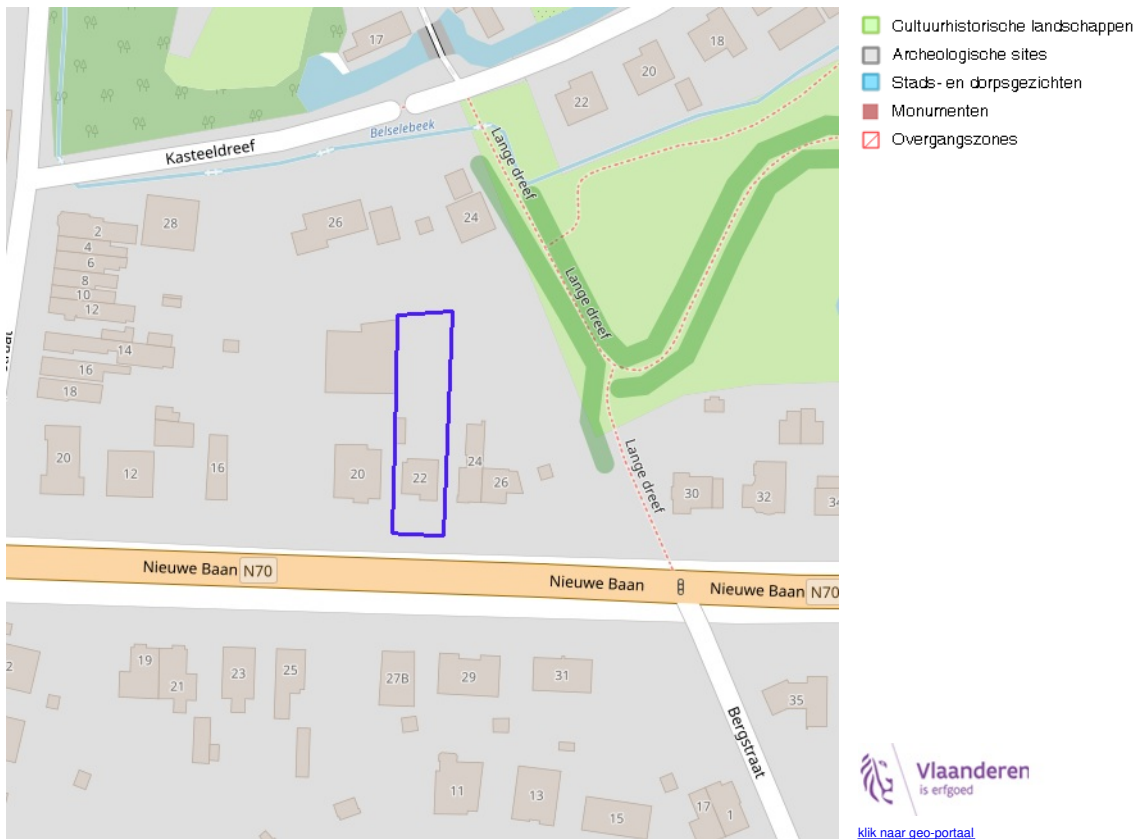 17
18
20
22
Kasteeldreef
Belselebeek
Lange dreef
2
4
6
8
10
12
28
26
24
Lange dreef
14
16
18
20
12
16
20
22
24
26
Lange dreef
30
32
34
Nieuwe Baan N70
Nieuwe Baan
Nieuwe Baan N70
19
21
23
25
27B
29
31
35
Bergstraat
11
13
15
17
1
Cultuurhistorische landschappen
Archeologische sites
Stads- en dorpsgezichten
Monumenten
Overgangszones
Vlaanderen
is erfgoed
klik naar geo-portaal